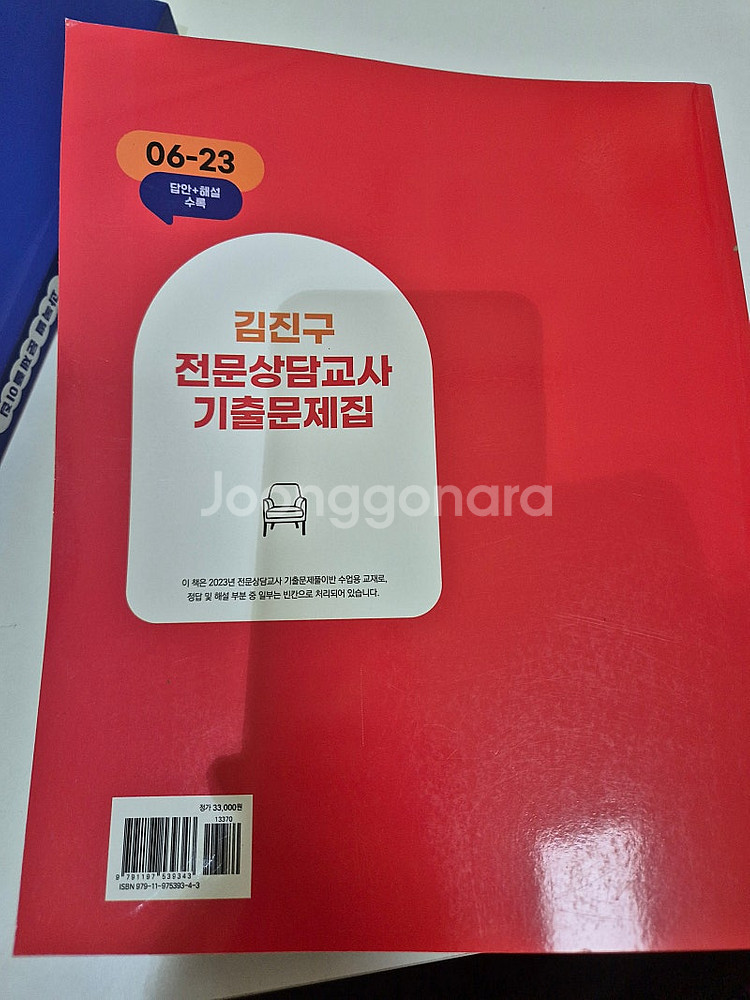 06-23
답안+해설
수록
김진구
전문상담교사
기출문제집
Joonggonara
이 책은 2023년 전문상담교사 기출문제풀이반 수업용 교재로,
정답 및 해설 부분 중 일부는 빈칸으로 처리되어 있습니다.
정가 33,000원
13370
9 791197 539343
ISBN 979-11-975393-4-3